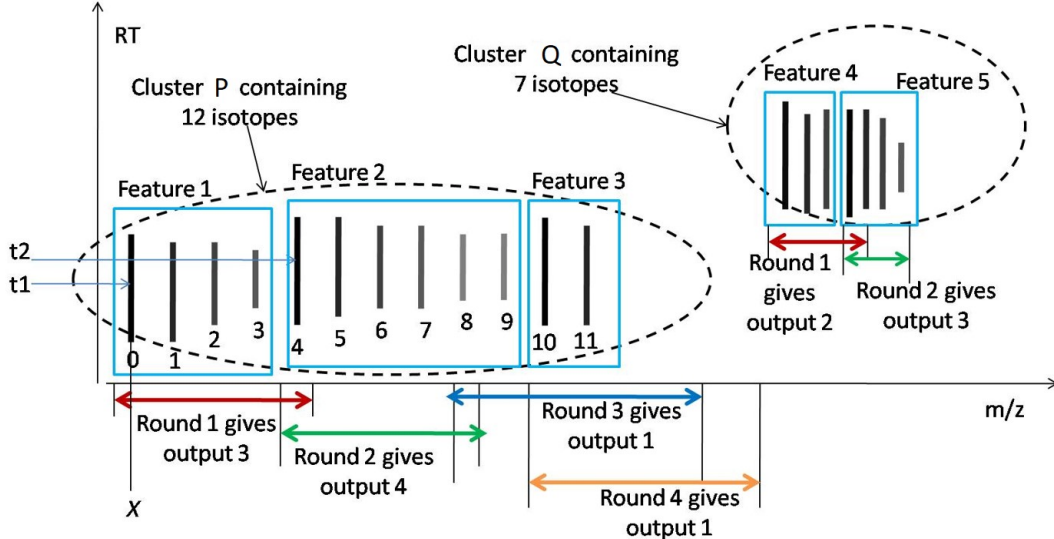 RT
Cluster P containing
12 isotopes
Cluster Q containing
7 isotopes
Feature 4
Feature 5
Feature 1
Feature 2
Feature 3
t2
t1
0
1
2
3
4
5
6
7
8
9
10
11
Round 1
gives
output 2
Round 2 gives
output 3
m/z
Round 1 gives
output 3
Round 2 gives
output 4
Round 3 gives
output 1
Round 4 gives
output 1
X